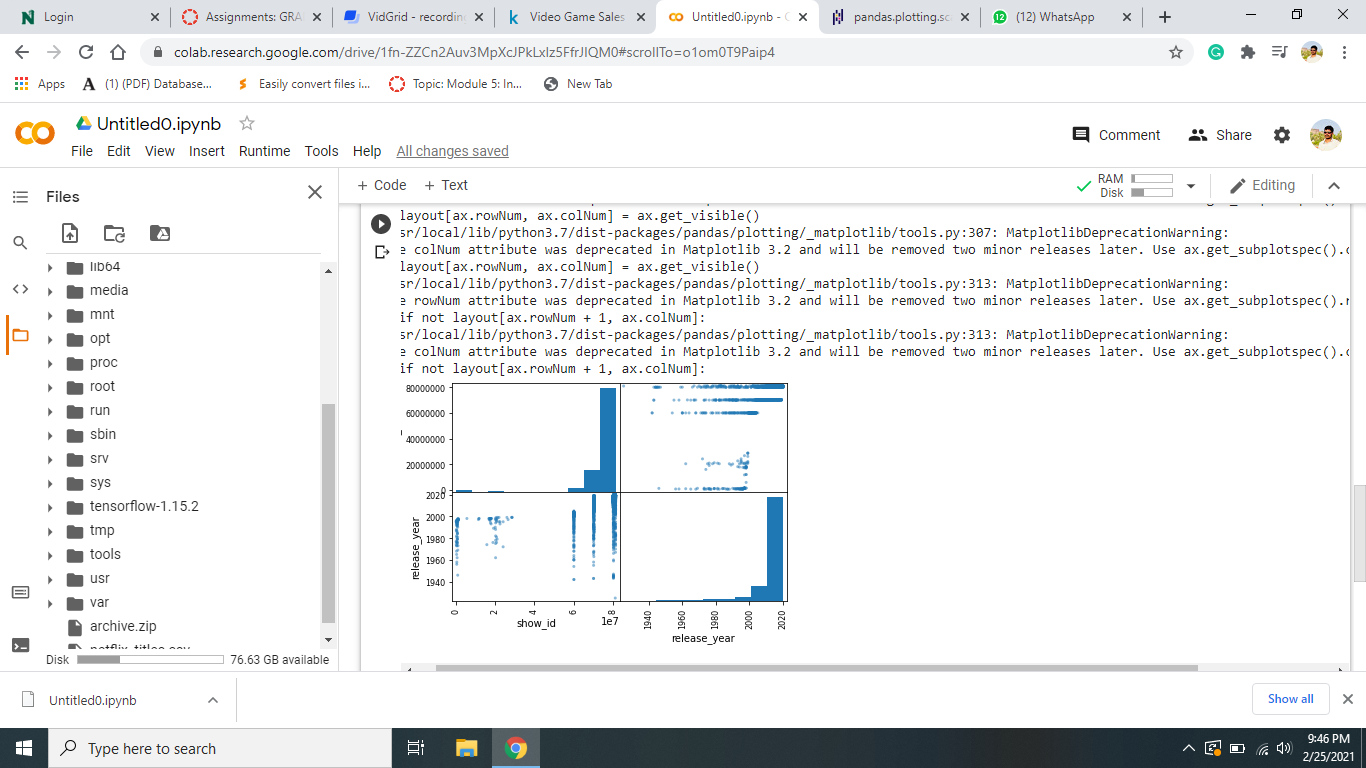 Login
Assignments: GRA
VidGrid - recordin
Video Game Sales
Untitled0.ipynb - C
pandas.plotting.sc
(12) WhatsApp
colab.research.google.com/drive/1fn-ZZCn2Auv3MpXcJPkLxIz5FfrJIQM0#scrollTo=o1om0T9Paip4
Apps
(1) (PDF) Database...
Easily convert files i...
Topic: Module 5: In...
New Tab
Untitled0.ipynb
File Edit View Insert Runtime Tools Help All changes saved
Comment
Share
Files
+ Code + Text
RAM
Disk
Editing
lib64
media
mnt
opt
proc
root
run
sbin
srv
sys
tensorflow-1.15.2
tmp
tools
usr
var
archive.zip
netflix_titles.csv
Disk 76.63 GB available
layout[ax.rowNum, ax.colNum] = ax.get_visible()
sr/local/lib/python3.7/dist-packages/pandas/plotting/_matplotlib/tools.py:307: MatplotlibDeprecationWarning:
e colNum attribute was deprecated in Matplotlib 3.2 and will be removed two minor releases later. Use ax.get_subplotspec().c
layout[ax.rowNum, ax.colNum] = ax.get_visible()
sr/local/lib/python3.7/dist-packages/pandas/plotting/_matplotlib/tools.py:313: MatplotlibDeprecationWarning:
e rowNum attribute was deprecated in Matplotlib 3.2 and will be removed two minor releases later. Use ax.get_subplotspec().r
if not layout[ax.rowNum + 1, ax.colNum]:
sr/local/lib/python3.7/dist-packages/pandas/plotting/_matplotlib/tools.py:313: MatplotlibDeprecationWarning:
e colNum attribute was deprecated in Matplotlib 3.2 and will be removed two minor releases later. Use ax.get_subplotspec().c
if not layout[ax.rowNum + 1, ax.colNum]:
80000000
60000000
40000000
20000000
0
2020
2000
1980
1960
1940
release_year
0 2 4 6 8
1e7
show_id
1940 1960 1980 2000 2020
release_year
Untitled0.ipynb
Show all
Type here to search
9:46 PM
2/25/2021